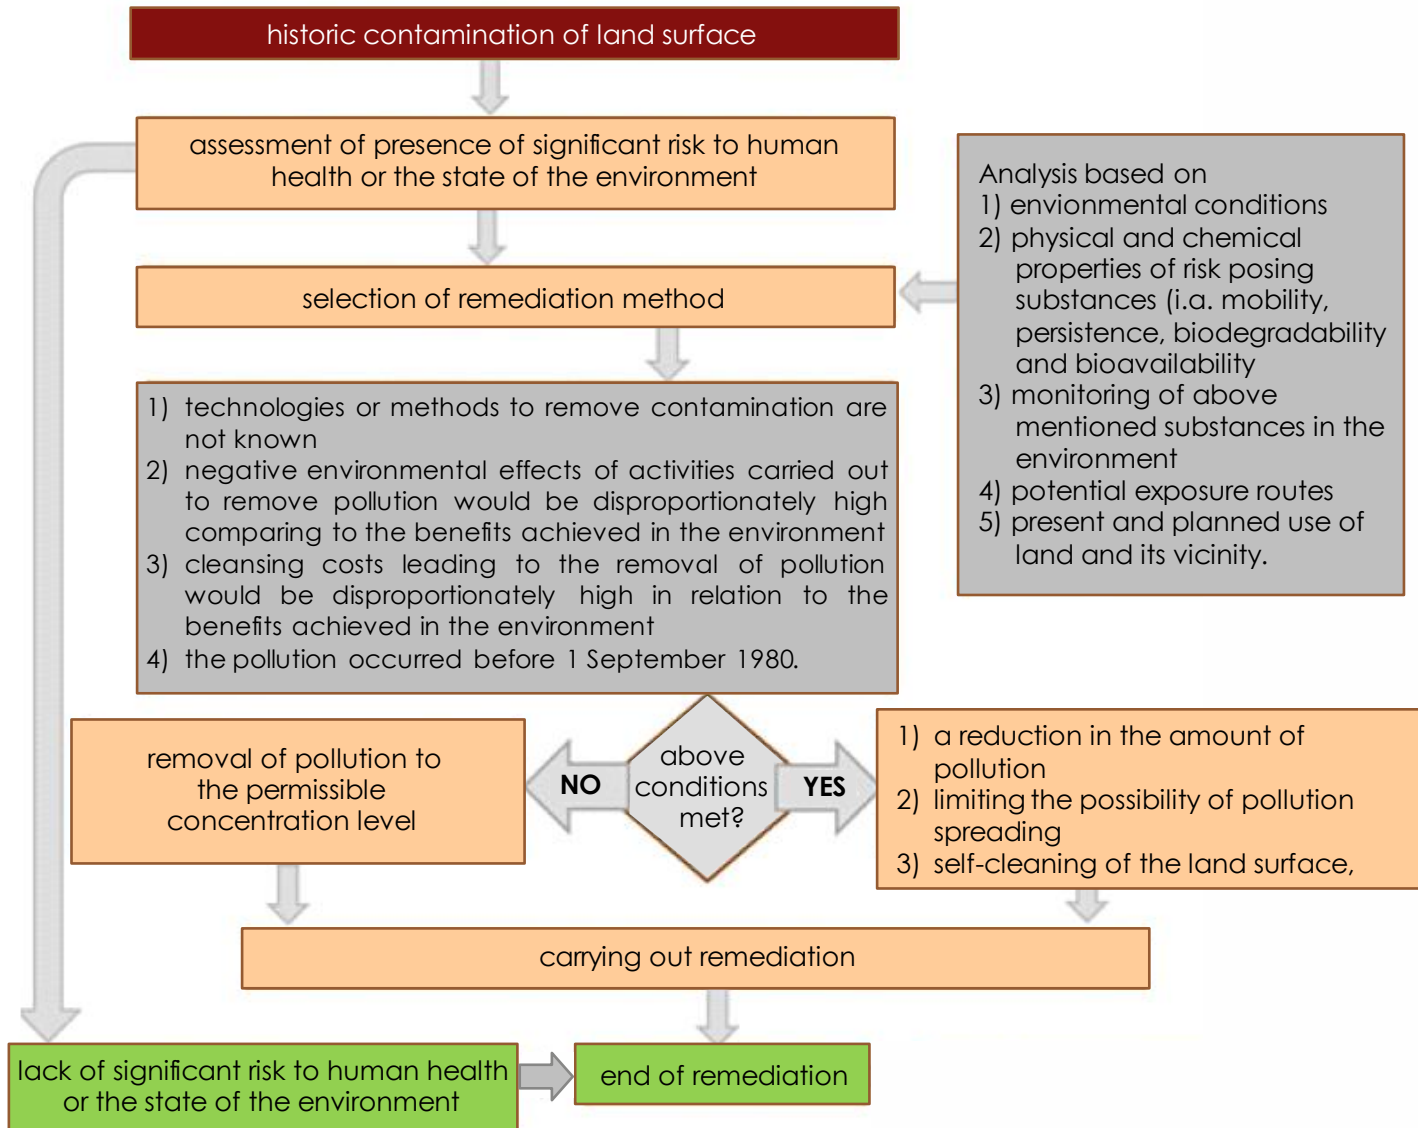 historic contamination of land surface
assessment of presence of significant risk to human
health or the state of the environment
Analysis based on
1) envionmental conditions
2) physical and chemical
properties of risk posing
substances (i.a. mobility,
persistence, biodegradability
and bioavailability
3) monitoring of above
mentioned substances in the
environment
4) potential exposure routes
5) present and planned use of
land and its vicinity.
selection of remediation method
1) technologies or methods to remove contamination are
not known
2) negative environmental effects of activities carried out
to remove pollution would be disproportionately high
comparing to the benefits achieved in the environment
3) cleansing costs leading to the removal of pollution
would be disproportionately high in relation to the
benefits achieved in the environment
4) the pollution occurred before 1 September 1980.
removal of pollution to
the permissible
concentration level
NO
above
conditions
met?
YES
1) a reduction in the amount of
pollution
2) limiting the possibility of pollution
spreading
3) self-cleaning of the land surface,
carrying out remediation
lack of significant risk to human health
or the state of the environment
end of remediation